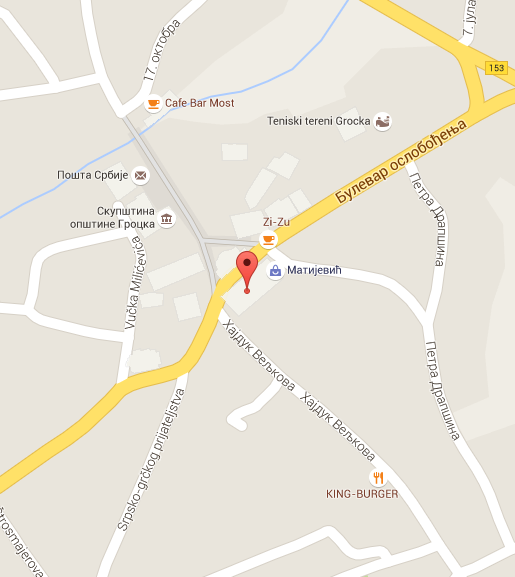 7. јула
17. октобра
153
Cafe Bar Most
Teniski tereni Grocka
Булевар ослобођења
Пошта Србије
Петра Драпшина
Скупштина
општине Гроцка
Zi-Zu
Матијевић
Vučka Milićevića
Хајдук Вељкова
Хајдук Вељкова
Петра Драпшина
Srpsko-grčkog prijateljstva
KING-BURGER